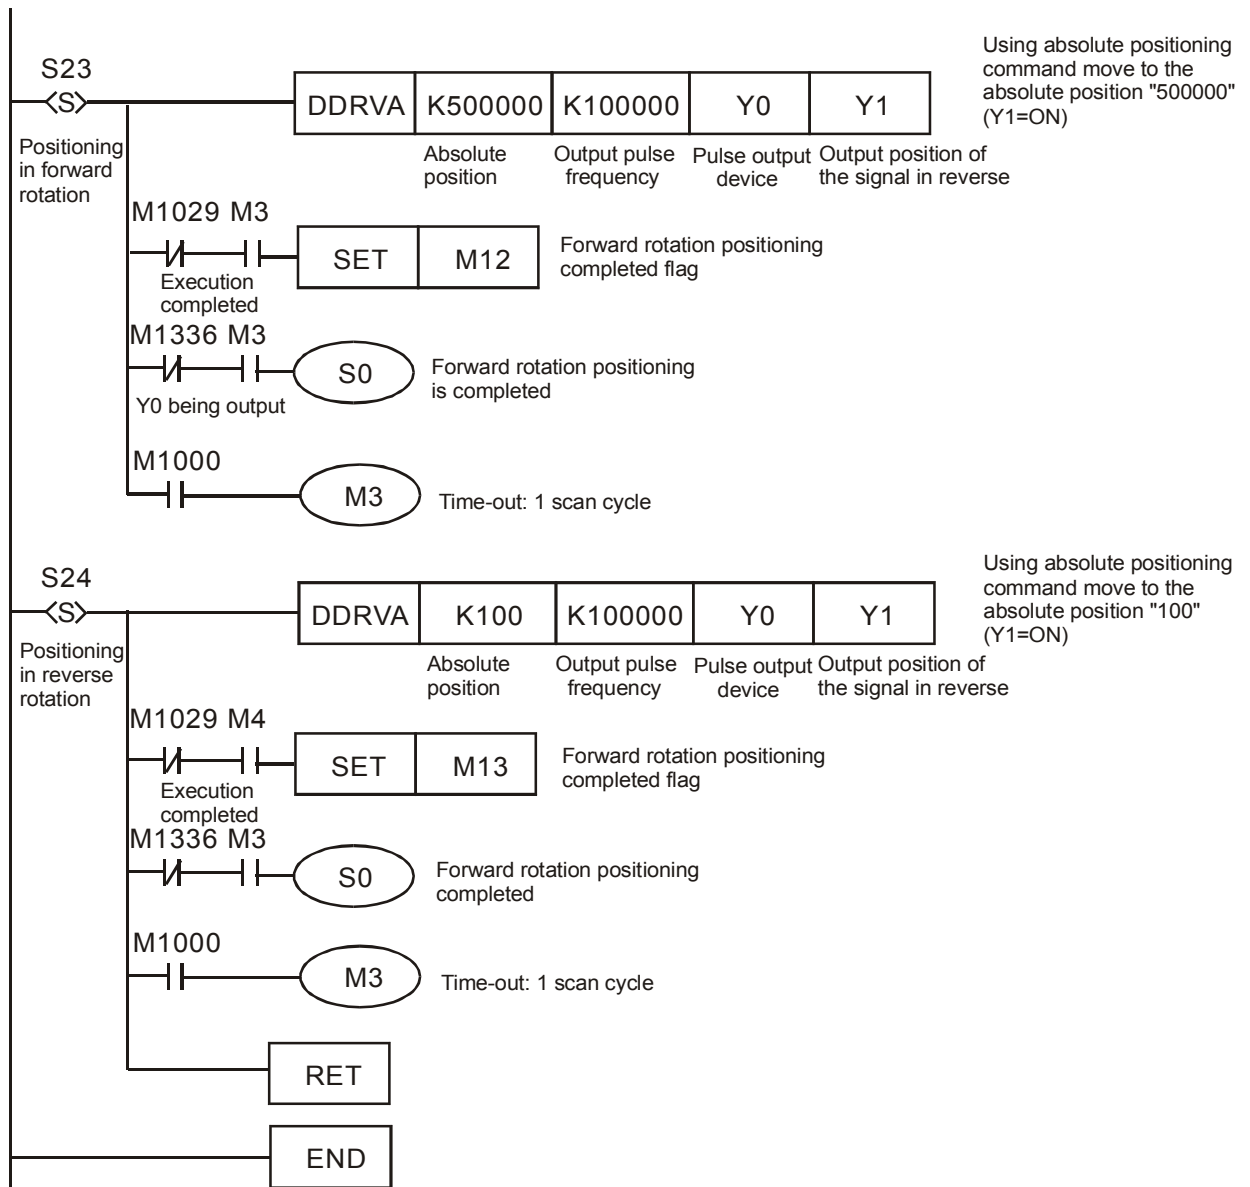 Using absolute positioning
command move to the
absolute position "500000"
(Y1=ON)
S23
S
DDRVA K500000 K100000 Y0 Y1
Positioning
in forward
rotation
Absolute
position
Output pulse
frequency
Pulse output
device
Output position of
the signal in reverse
M1029 M3
SET M12
Forward rotation positioning
completed flag
Execution
completed
M1336 M3
S0
Forward rotation positioning
is completed
Y0 being output
M1000
M3
Time-out: 1 scan cycle
Using absolute positioning
command move to the
absolute position "100"
(Y1=ON)
S24
S
DDRVA K100 K100000 Y0 Y1
Positioning
in reverse
rotation
Absolute
position
Output pulse
frequency
Pulse output
device
Output position of
the signal in reverse
M1029 M4
SET M13
Forward rotation positioning
completed flag
Execution
completed
M1336 M3
S0
Forward rotation positioning
completed
M1000
M3
Time-out: 1 scan cycle
RET
END